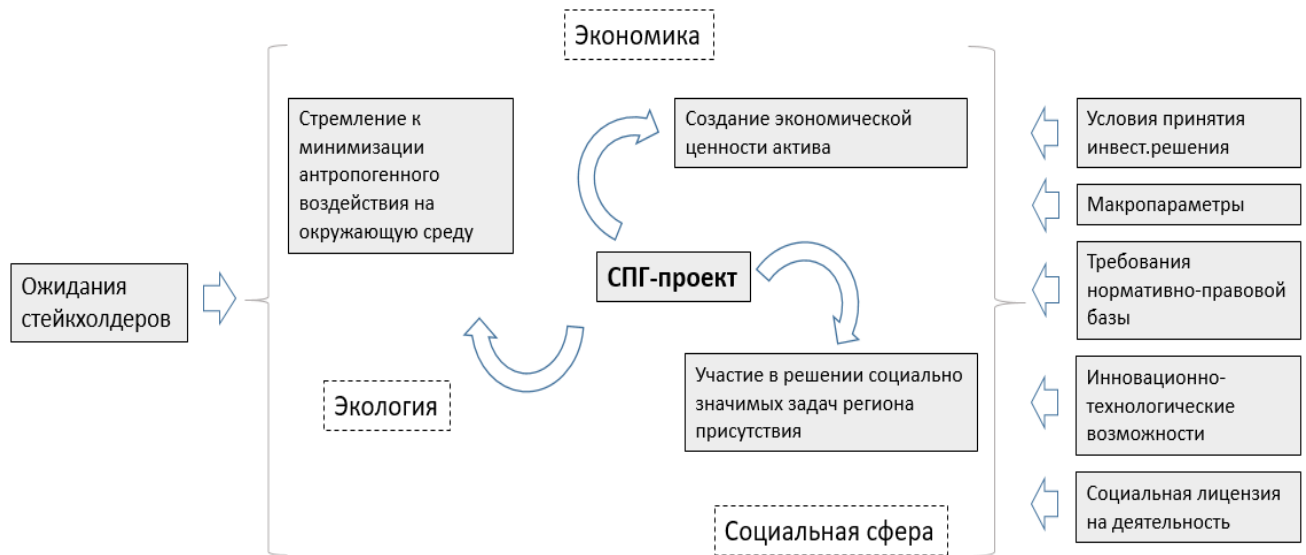 Экономика
Стремление к
минимизации
антропогенного
воздействия на
окружающую среду
Создание экономической
ценности актива
Условия принятия
инвест.решения
Макропараметры
СПГ-проект
Требования
нормативно-правовой
базы
Ожидания
стейкхолдеров
Участие в решении социально
значимых задач региона
присутствия
Экология
Инновационно-
технологические
возможности
Социальная лицензия
на деятельность
Социальная сфера